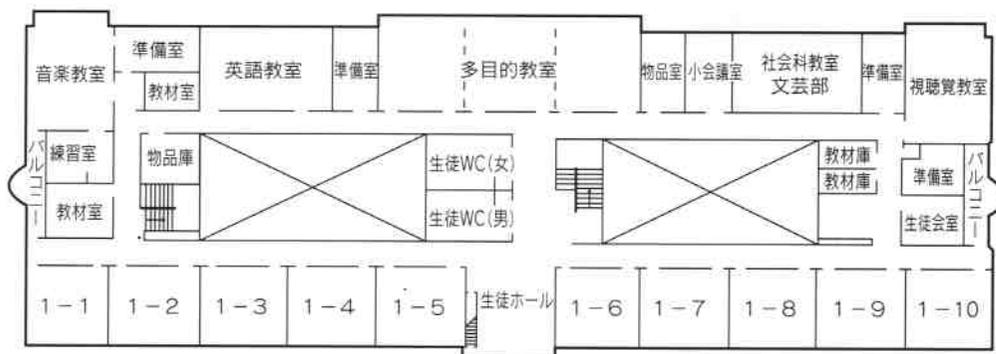 音楽教室
準備室
教材室
英語教室
準備室
多目的教室
物品室
小会議室
社会科教室
文芸部
準備室
視聴覚教室
バルコニー
練習室
教材室
物品庫
生徒WC(女)
生徒WC(男)
教材庫
教材庫
準備室
生徒会室
バルコニー
1-1
1-2
1-3
1-4
1-5
生徒ホール
1-6
1-7
1-8
1-9
1-10